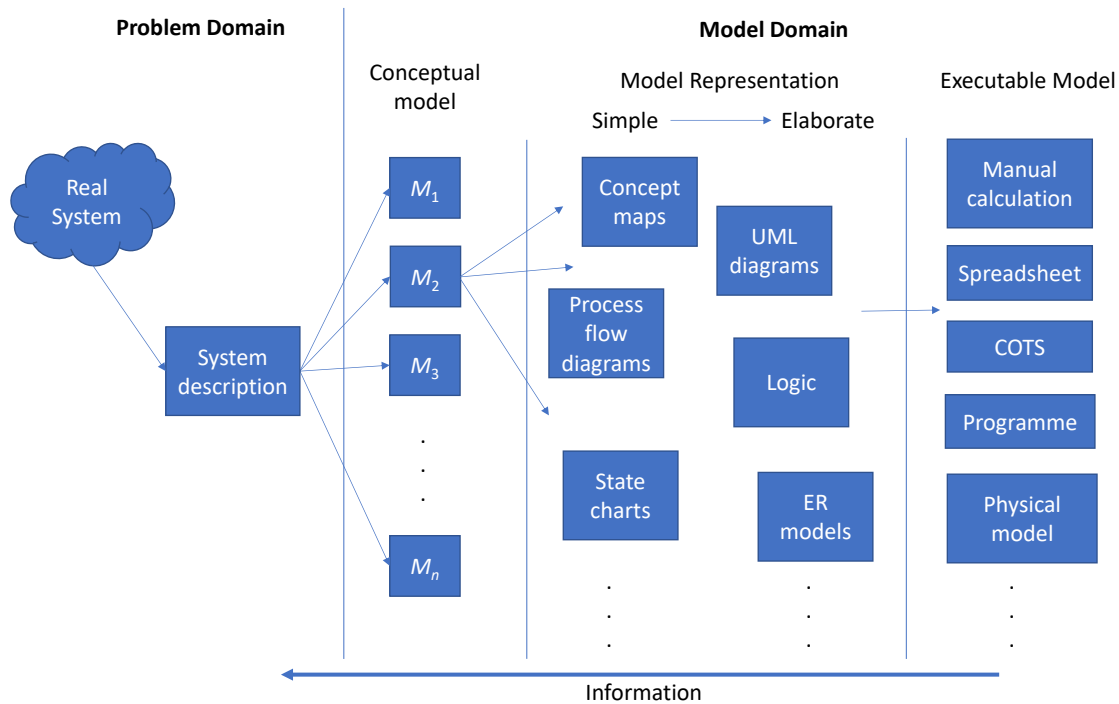 Problem Domain
Model Domain
Conceptual
model
Model Representation
Executable Model
Simple
Elaborate
Real
System
System
description
M1
M2
M3
.
.
.
Mn
Concept
maps
UML
diagrams
Process
flow
diagrams
Logic
State
charts
ER
models
.
.
.
.
.
.
Manual
calculation
Spreadsheet
COTS
Programme
Physical
model
.
.
.
Information